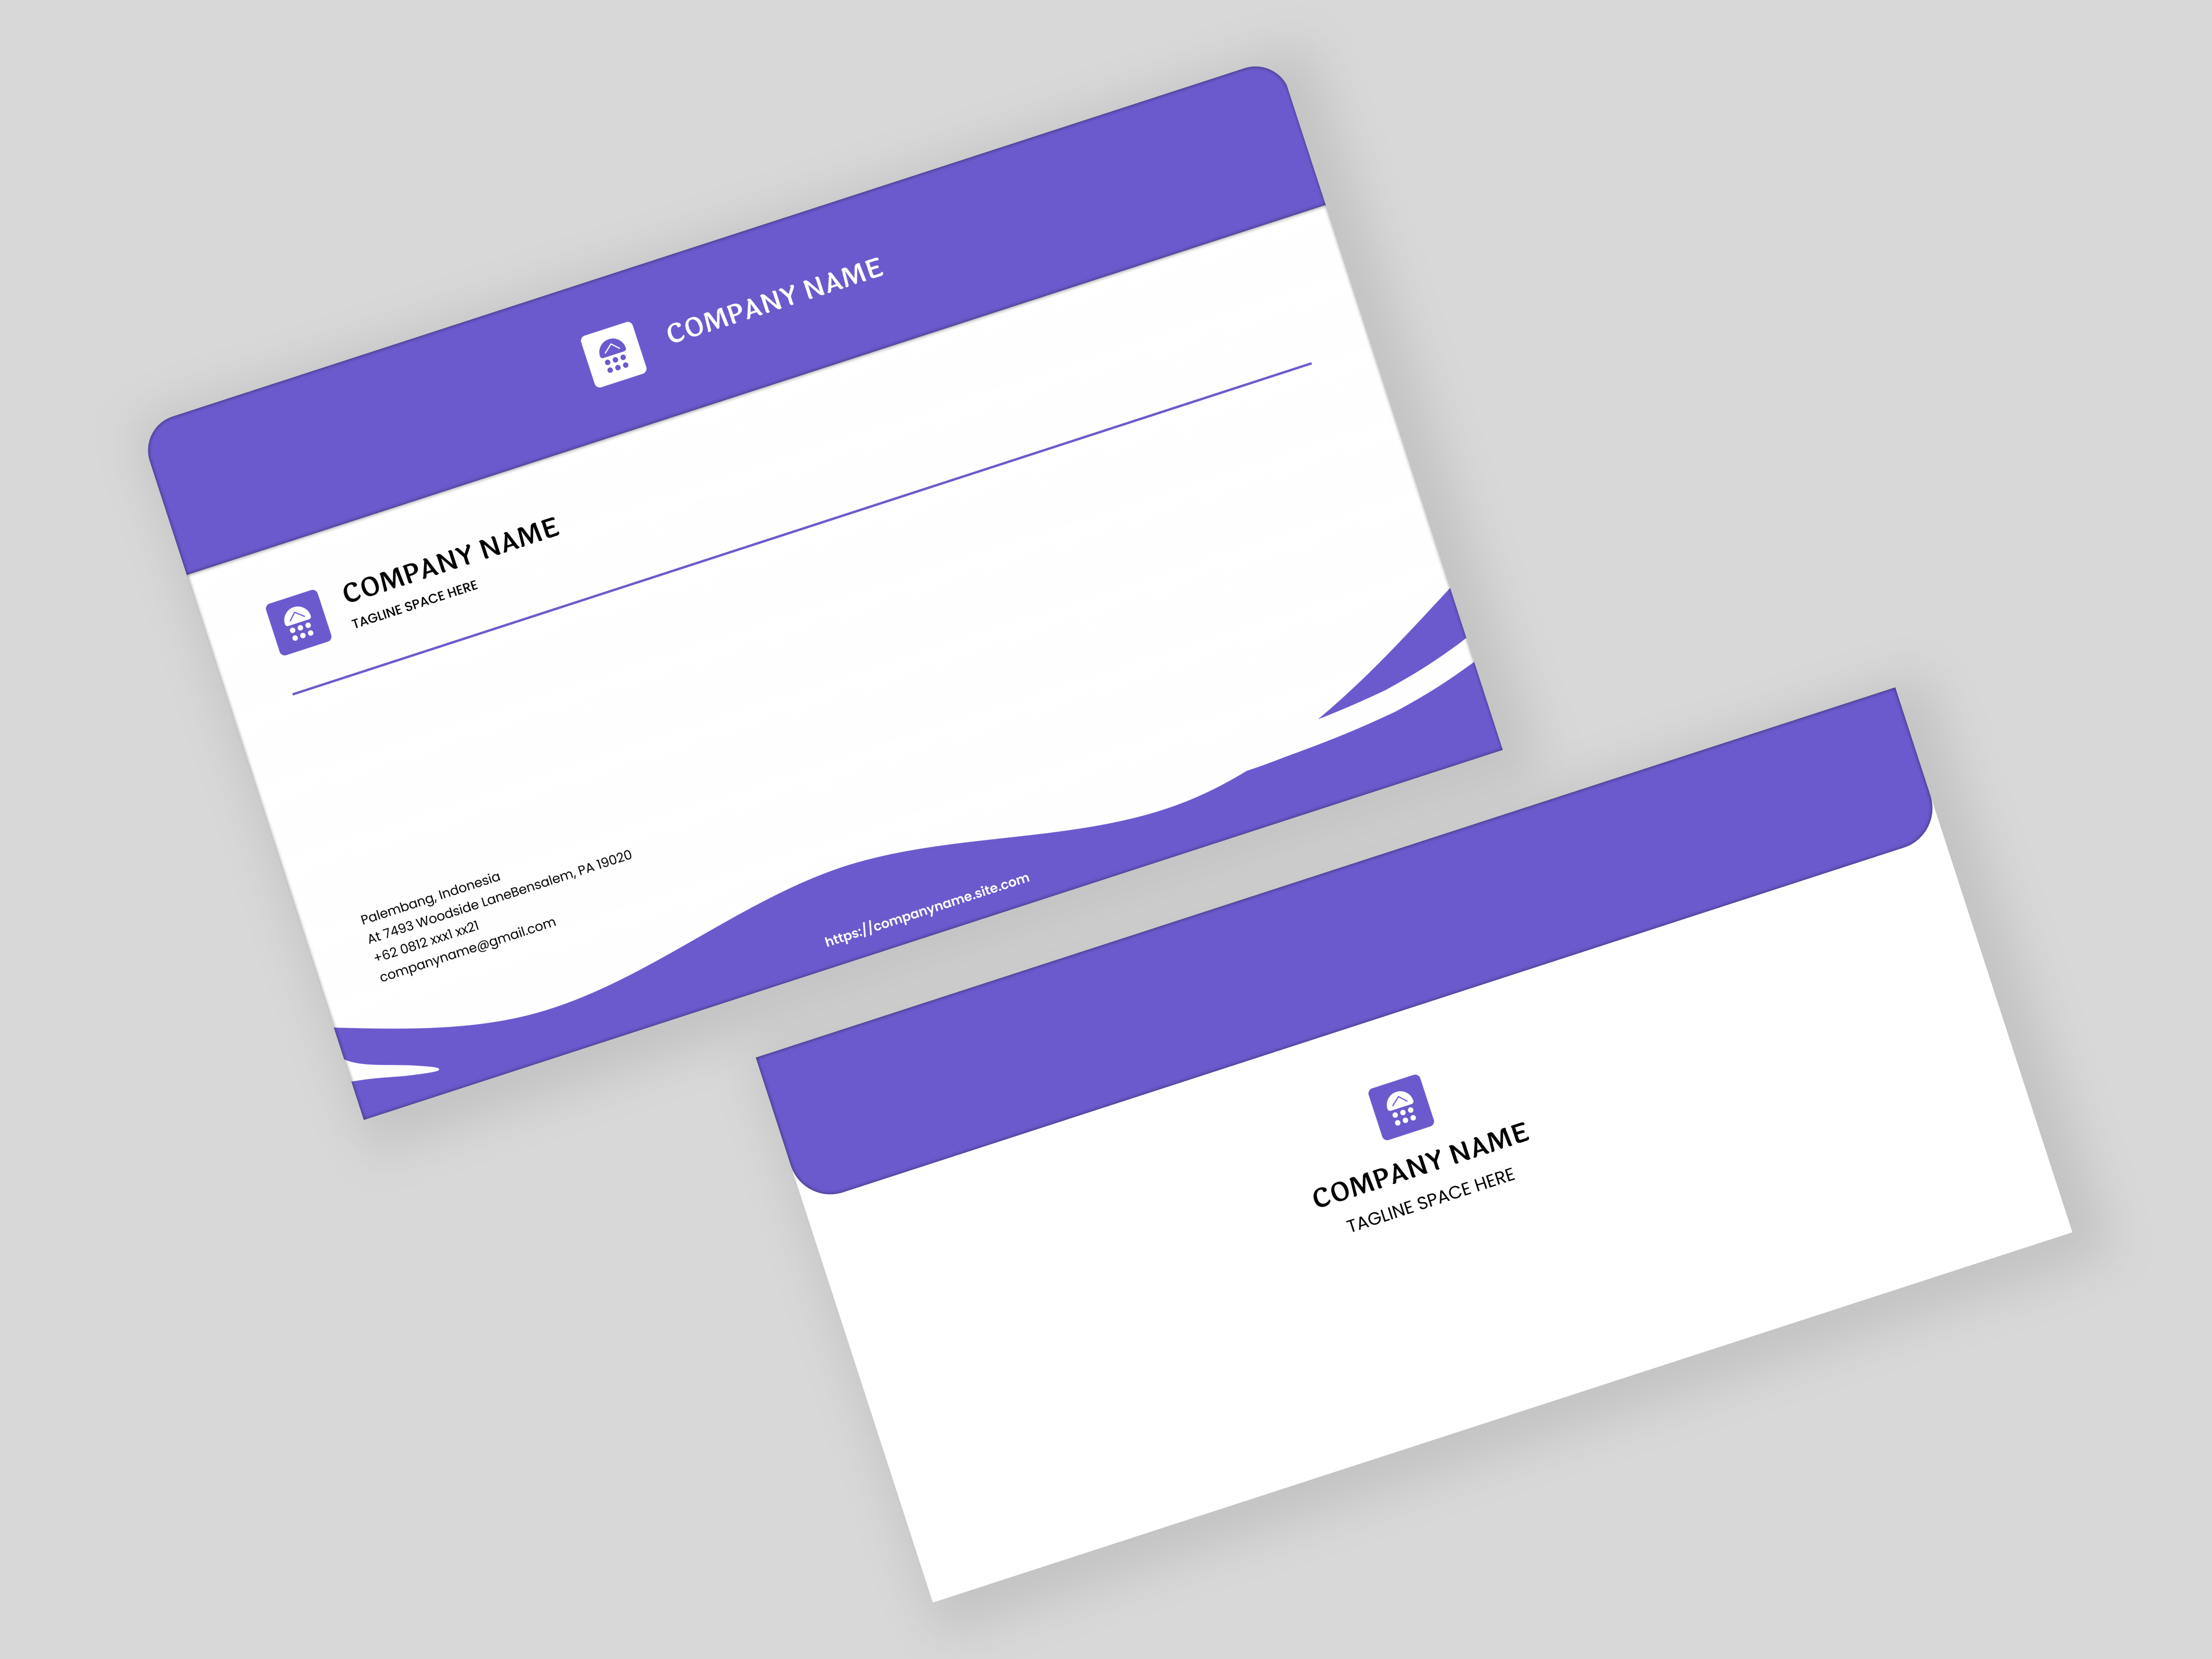 COMPANY NAME
COMPANY NAME
TAGLINE SPACE HERE
Palembang, Indonesia
At 7493 Woodside LaneBensalem, PA 19020
+62 0812 xxx1 xx21
companyname@gmail.com
https://companyname.site.com
COMPANY NAME
TAGLINE SPACE HERE